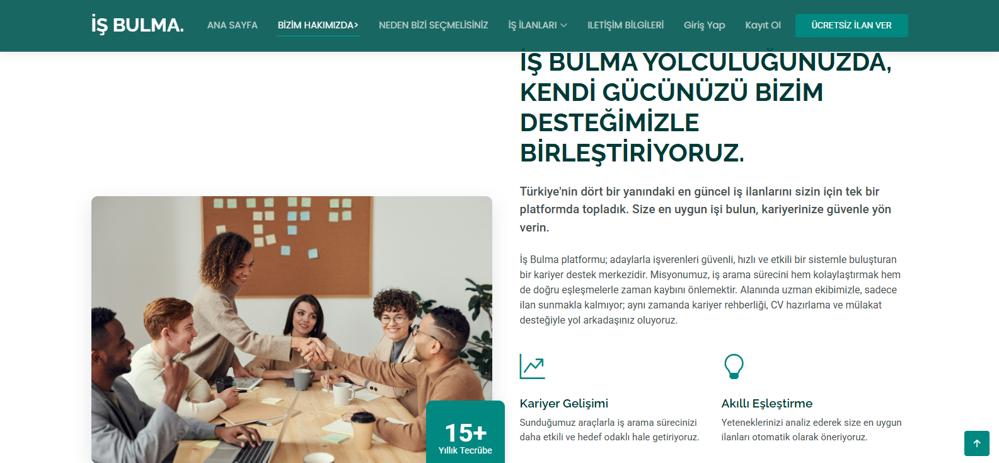 İŞ BULMA.
ANA SAYFA
BİZİM HAKIMIZDA>
NEDEN BİZİ SEÇMELİSİNİZ
İŞ İLANLARI
ILETİŞİM BİLGİLERİ
Giriş Yap
Kayıt Ol
ÜCRETSİZ İLAN VER
İŞ BULMA YOLCULUĞUNUZDA,
KENDİ GÜCÜNÜZÜ BİZİM
DESTEĞİMİZLE
BİRLEŞTİRİYORUZ.
Türkiye'nin dört bir yanındaki en güncel iş ilanlarını sizin için tek bir
platformda topladık. Size en uygun işi bulun, kariyerinize güvenle yön
verin.
İş Bulma platformu; adaylarla işverenleri güvenli, hızlı ve etkili bir sistemle buluşturan
bir kariyer destek merkezidir. Misyonumuz, iş arama sürecini hem kolaylaştırmak hem
de doğru eşleşmelerle zaman kaybını önlemektir. Alanında uzman ekibimizle, sadece
ilan sunmakla kalmıyor; aynı zamanda kariyer rehberliği, CV hazırlama ve mülakat
desteğiyle yol arkadaşınız oluyoruz.
Kariyer Gelişimi
Sunduğumuz araçlarla iş arama sürecinizi
daha etkili ve hedef odaklı hale getiriyoruz.
Akıllı Eşleştirme
Yeteneklerinizi analiz ederek size en uygun
ilanları otomatik olarak öneriyoruz.
15+
Yıllık Tecrübe